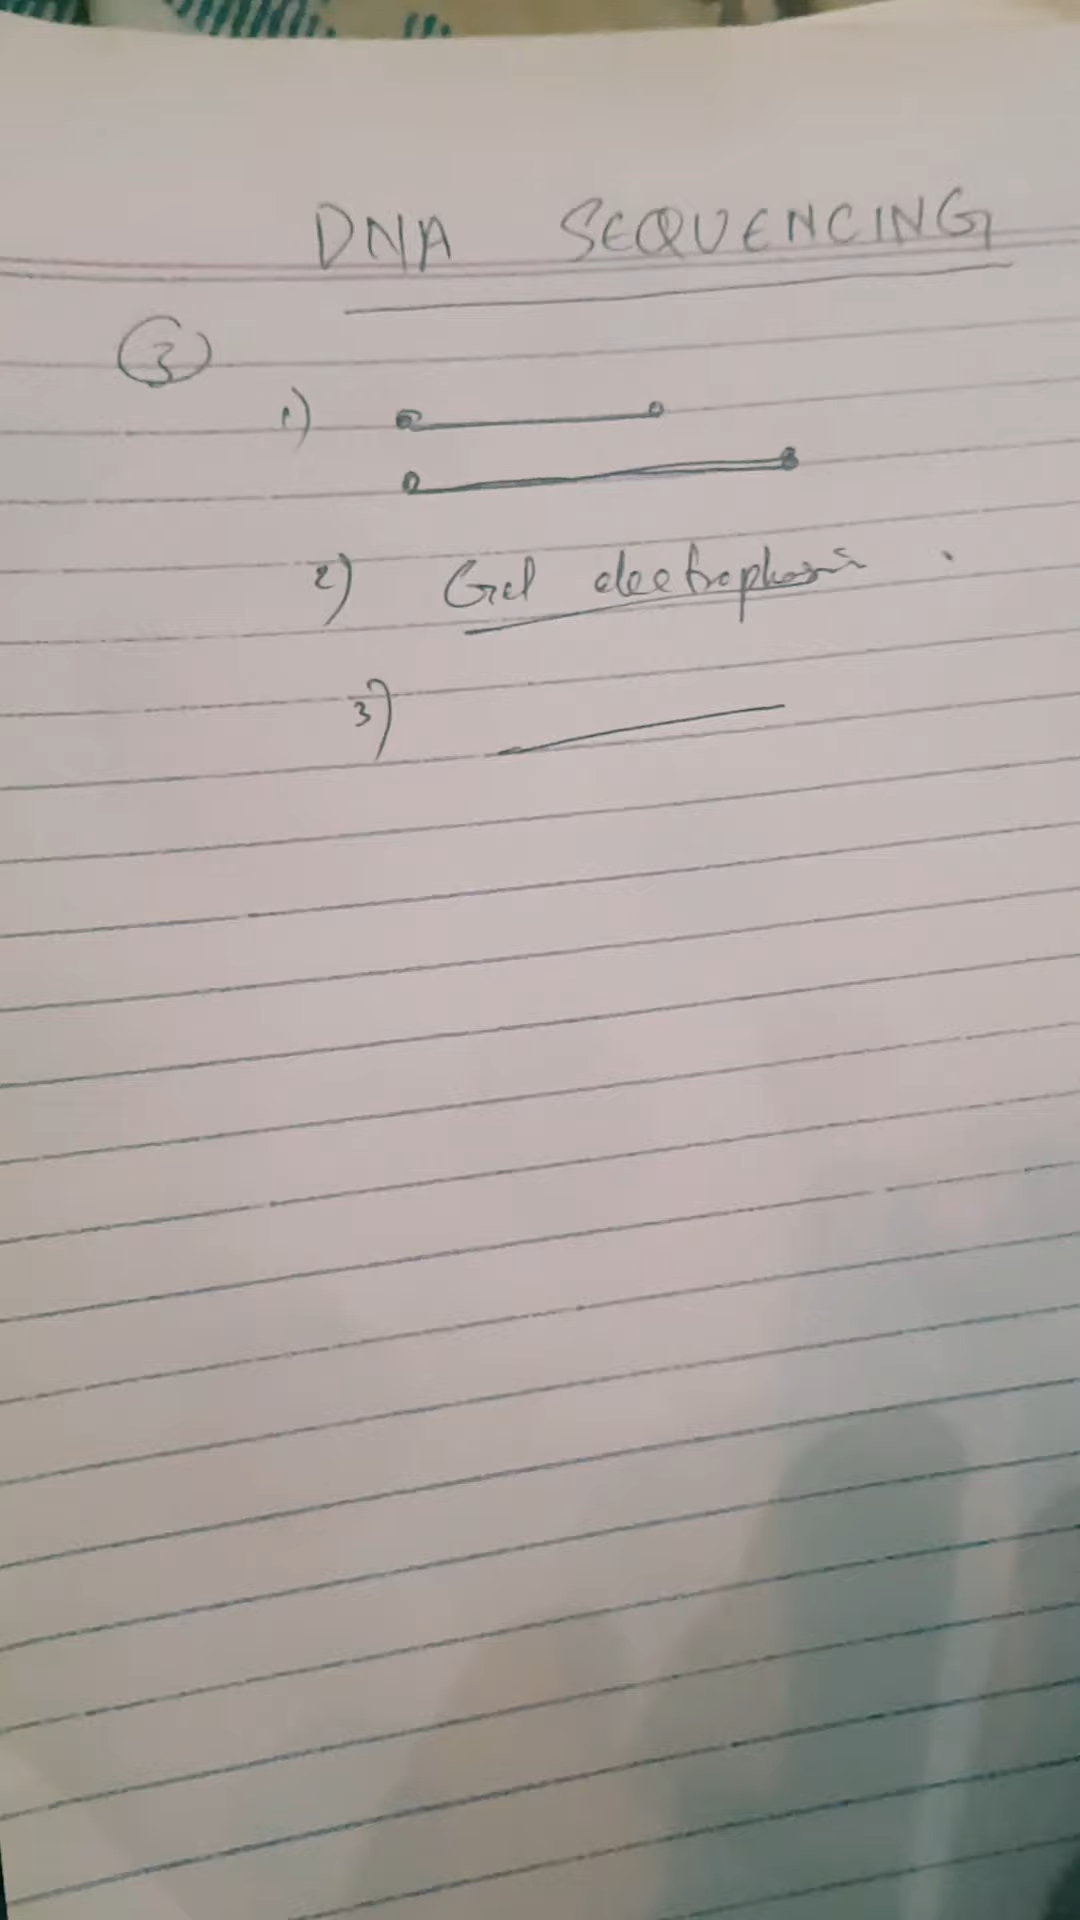 DNA SEQUENCING
3
1)
2) Gel electrophoresis
3)